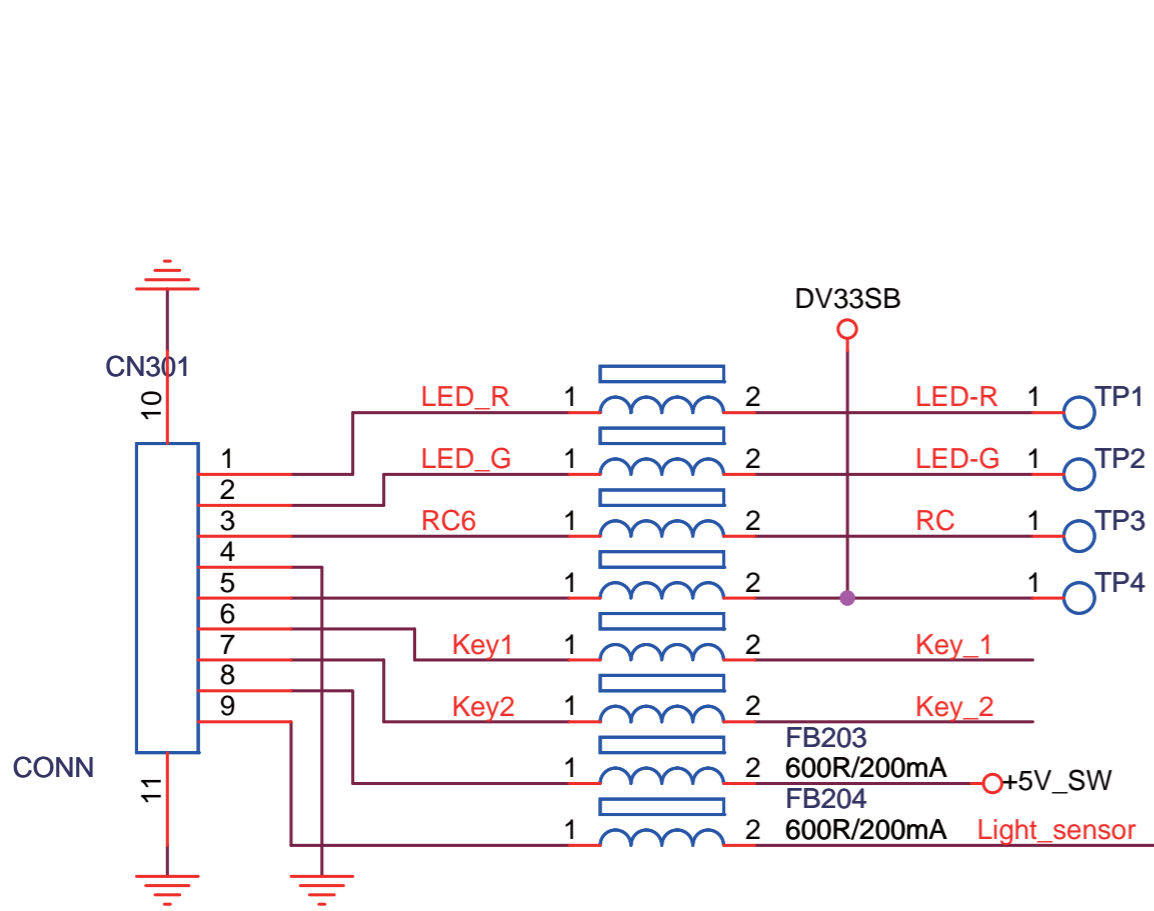 DV33SB
CN301
10
LED_R 1 2 LED-R 1 TP1
1
LED_G 1 2 LED-G 1 TP2
2
3
RC6 1 2 RC 1 TP3
4
5
1 2 1 TP4
6
7
Key1 1 2 Key_1
8
9
Key2 1 2 Key_2
FB203
CONN
1 2 600R/200mA +5V_SW
11
FB204
1 2 600R/200mA Light_sensor